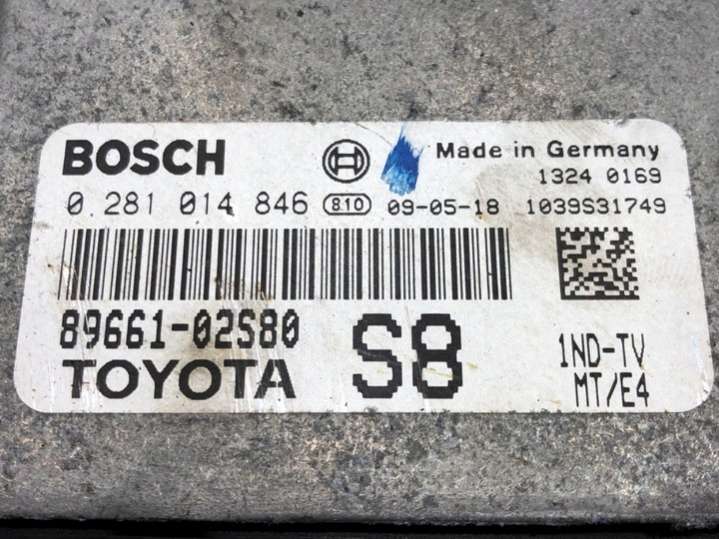 BOSCH Made in Germany
1324 0169
0 281 014 846 810 09-05-18 1039S31749
89661-02S80 S8 1ND-TV
TOYOTA MT/E4